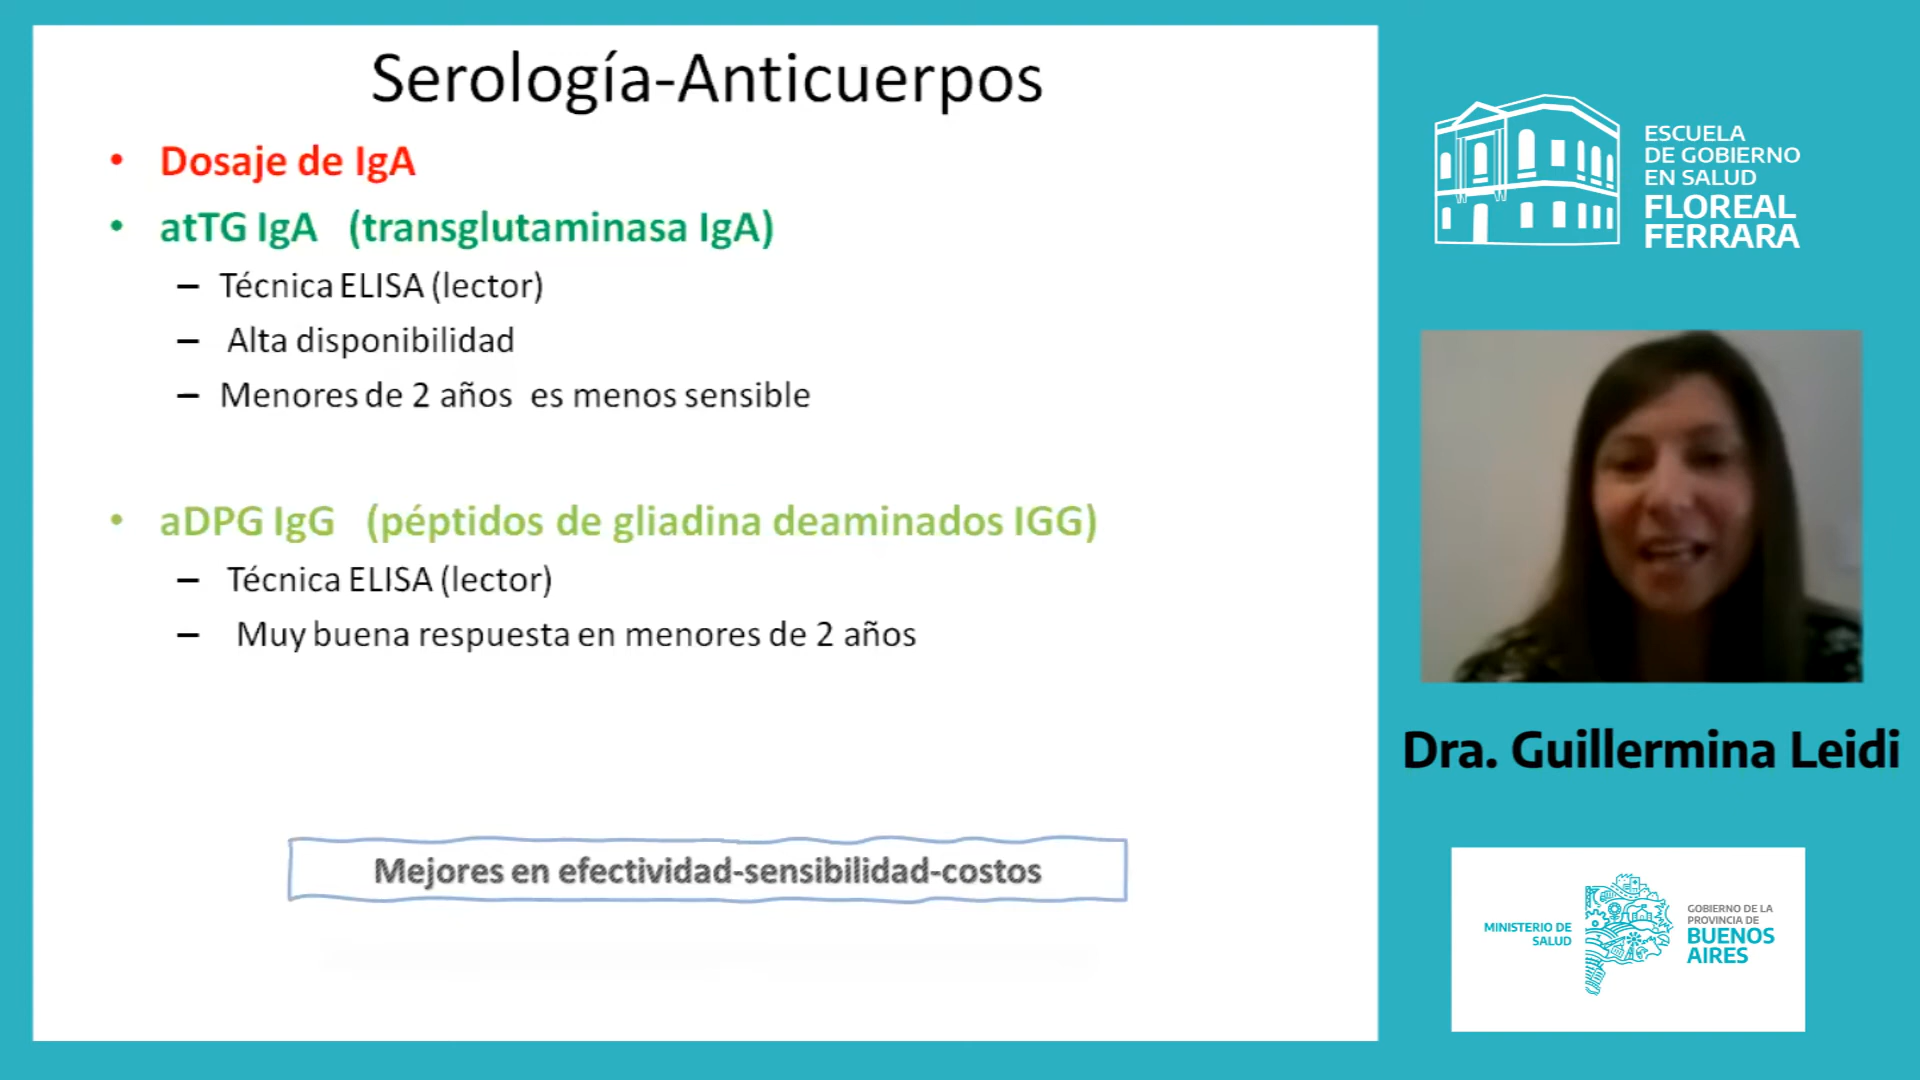 Serología-Anticuerpos
• Dosaje de IgA
• atTG IgA (transglutaminasa IgA)
– Técnica ELISA (lector)
– Alta disponibilidad
– Menores de 2 años es menos sensible
• aDPG IgG (péptidos de gliadina deaminados IGG)
– Técnica ELISA (lector)
– Muy buena respuesta en menores de 2 años
Mejores en efectividad-sensibilidad-costos
ESCUELA
DE GOBIERNO
EN SALUD
FLOREAL
FERRARA
Dra. Guillermina Leidi
MINISTERIO DE
SALUD
GOBIERNO DE LA
PROVINCIA DE
BUENOS
AIRES